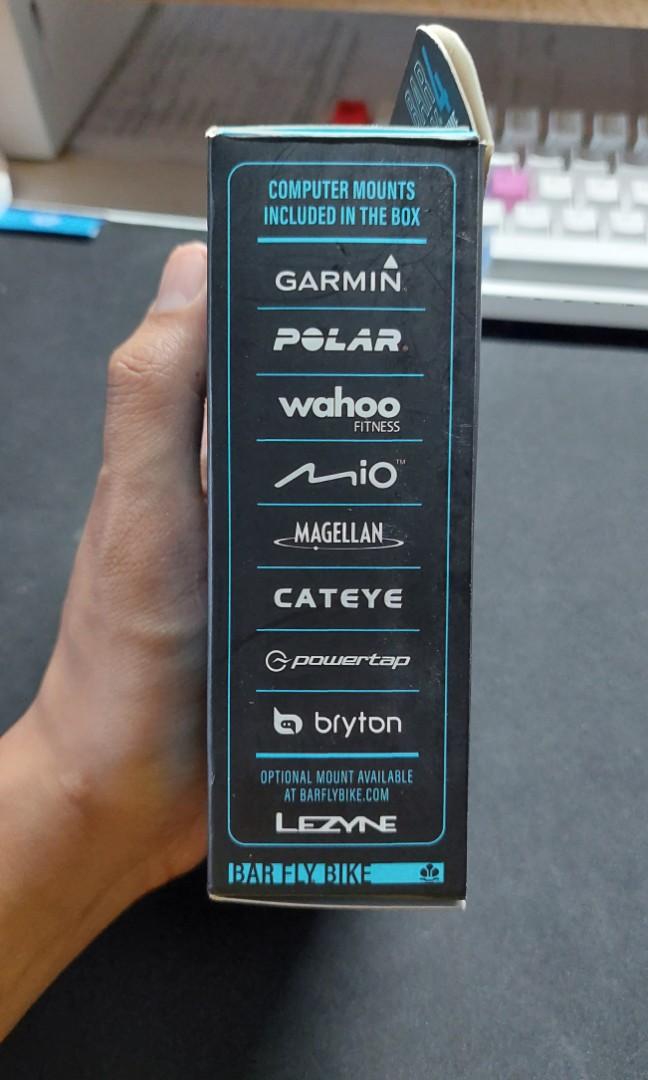 COMPUTER MOUNTS
INCLUDED IN THE BOX
GARMIN
POLAR®
wahoo
FITNESS
MiO™
MAGELLAN
CATEYE
powertap
bryton
OPTIONAL MOUNT AVAILABLE
AT BARFLYBIKE.COM
LEZYNE
BAR FLY BIKE